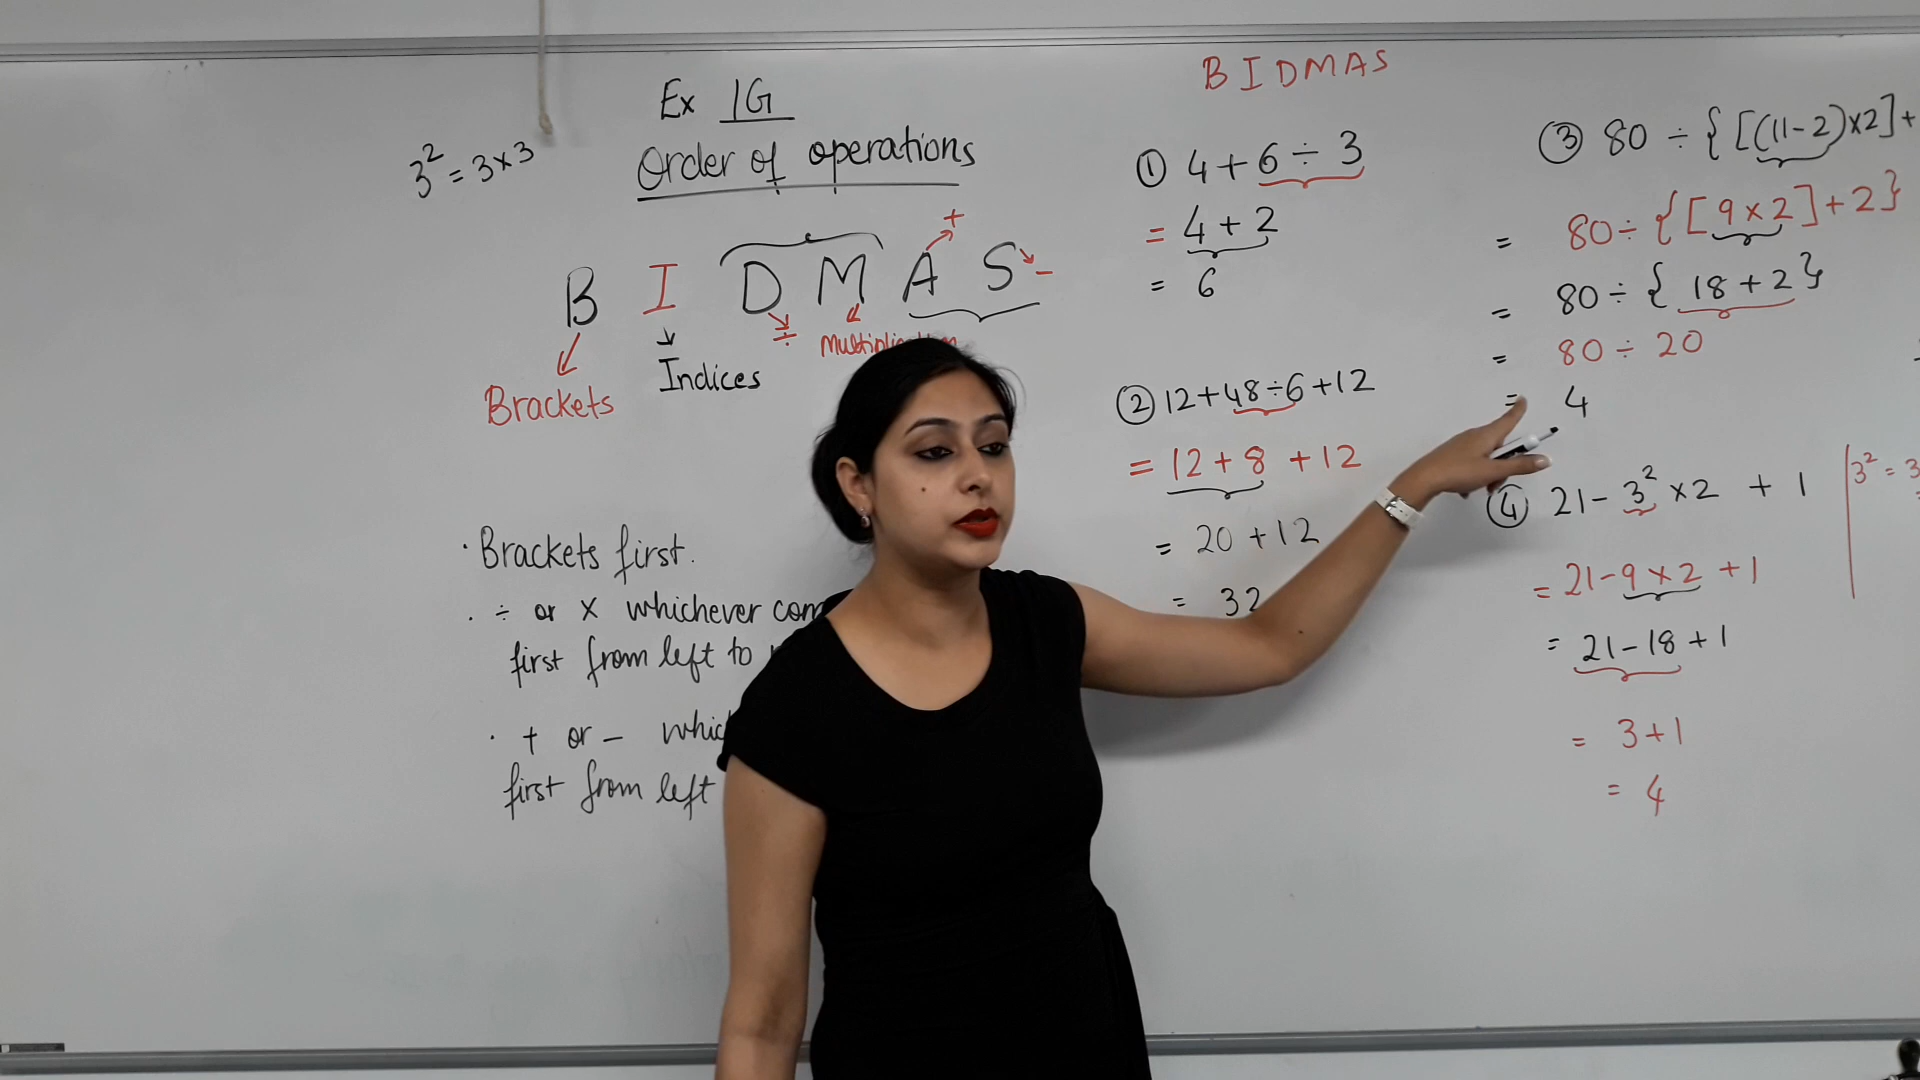 Ex 1G
Order of operations
3² = 3 × 3
B I D M A S
+
−
÷
Brackets
Indices
· Brackets first.
· ÷ or × whichever
first from left to
· + or −
first from left
BIDMAS
① 4 + 6 ÷ 3
= 4 + 2
= 6
② 12 + 48 ÷ 6 + 12
= 12 + 8 + 12
= 20 + 12
= 32
③ 80 ÷ { [(11 - 2) × 2] +
= 80 ÷ { [9 × 2] + 2}
= 80 ÷ { 18 + 2}
= 80 ÷ 20
= 4
④ 21 - 3² × 2 + 1
= 21 - 9 × 2 + 1
= 21 - 18 + 1
= 3 + 1
= 4
3² = 3